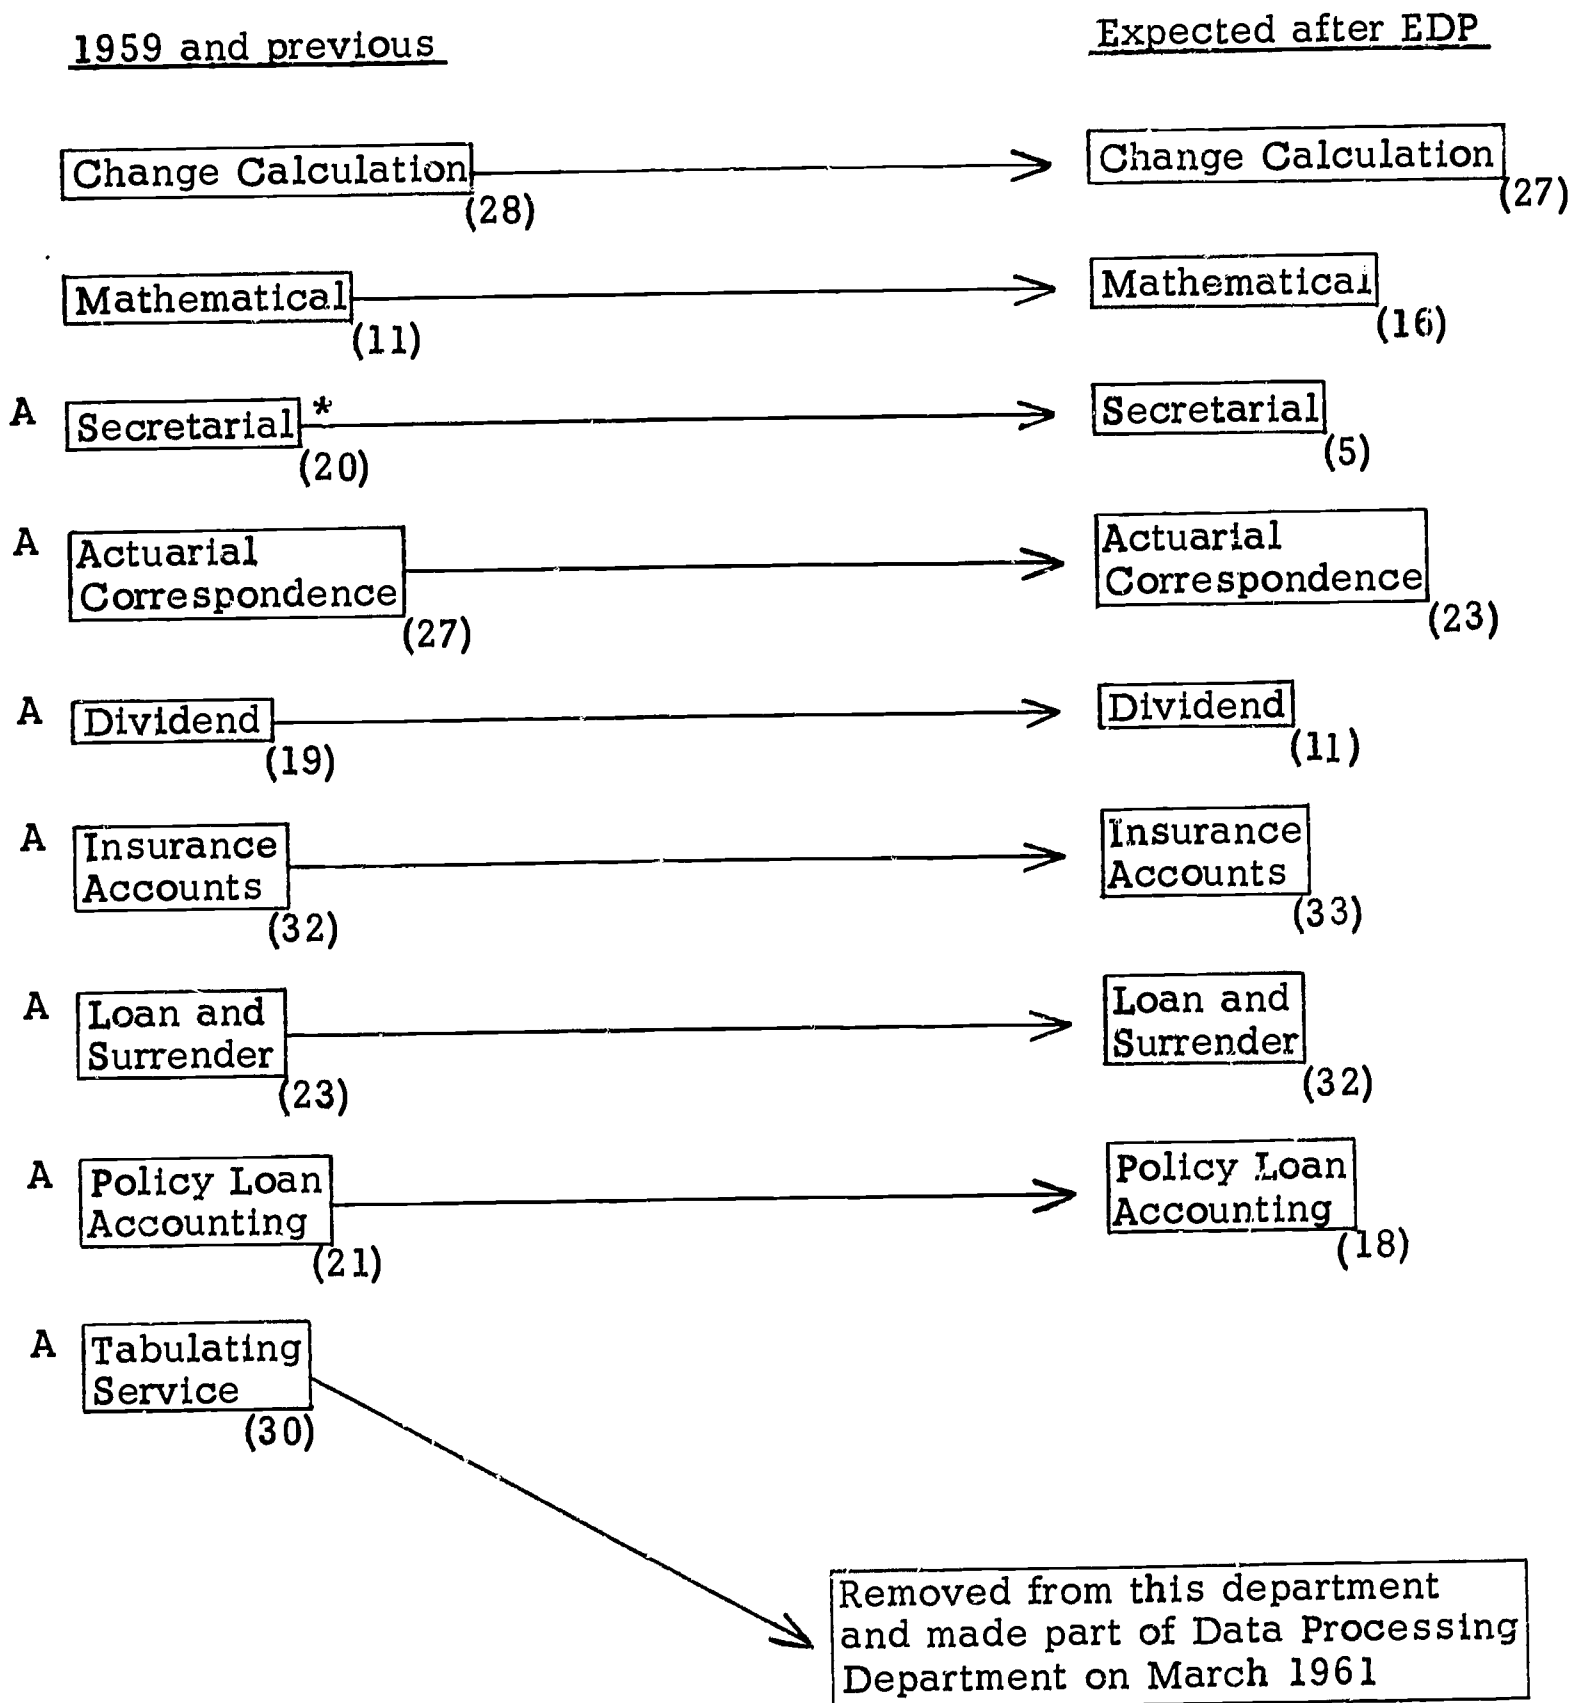 1959 and previous
Expected after EDP
Change Calculation
(28)
Change Calculation
(27)
Mathematical
(11)
Mathematical
(16)
A Secretarial *
(20)
Secretarial
(5)
A Actuarial
Correspondence
(27)
Actuarial
Correspondence
(23)
A Dividend
(19)
Dividend
(11)
A Insurance
Accounts
(32)
Insurance
Accounts
(33)
A Loan and
Surrender
(23)
Loan and
Surrender
(32)
A Policy Loan
Accounting
(21)
Policy Loan
Accounting
(18)
A Tabulating
Service
(30)
Removed from this department
and made part of Data Processing
Department on March 1961